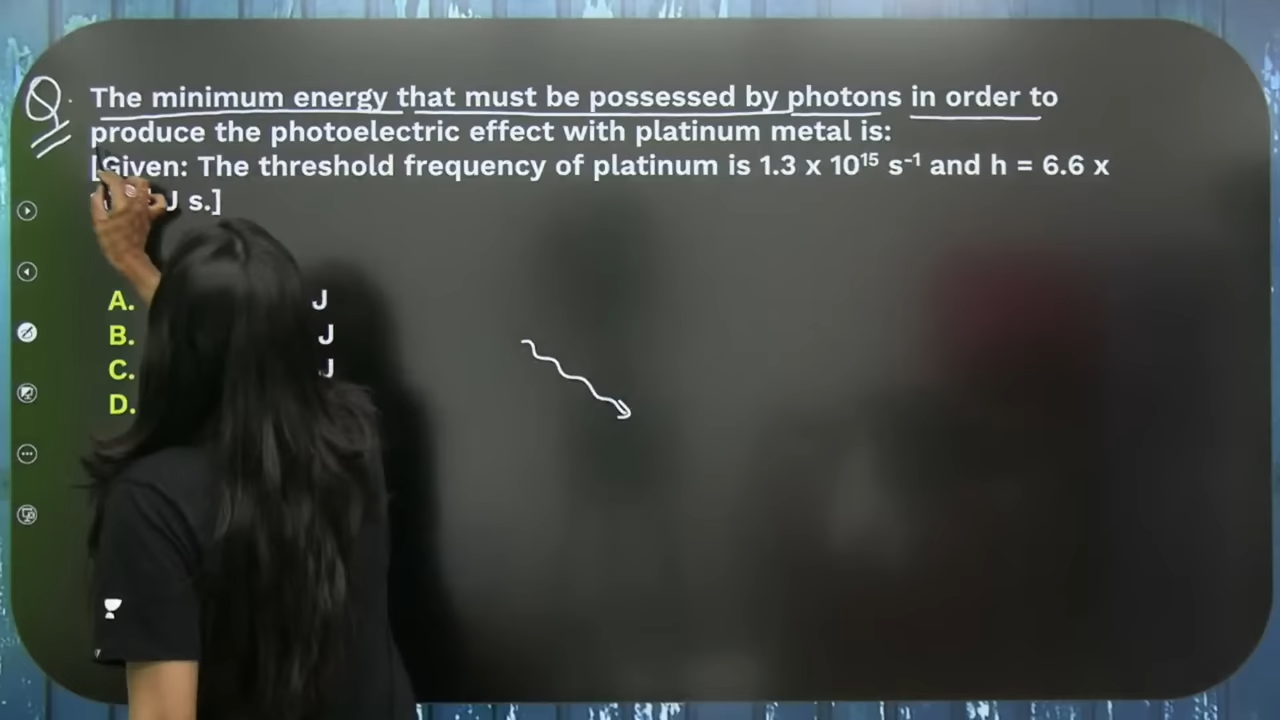 Q.
The minimum energy that must be possessed by photons in order to
produce the photoelectric effect with platinum metal is:
[Given: The threshold frequency of platinum is 1.3 x 10¹⁵ s⁻¹ and h = 6.6 x
J s.]
A. J
B. J
C. J
D.